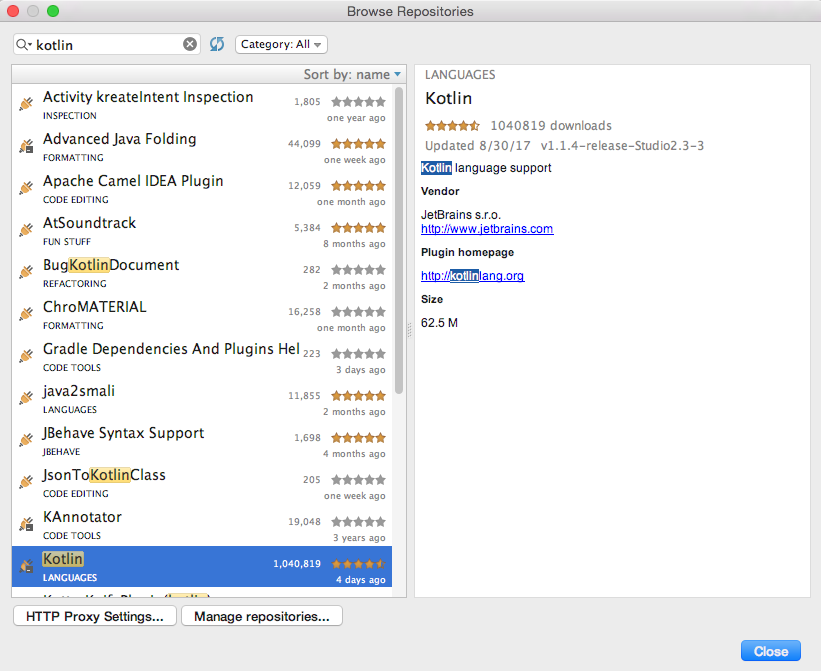 Browse Repositories
kotlin
Category: All
Sort by: name
Activity kreateIntent Inspection 1,805
INSPECTION one year ago
Advanced Java Folding 44,099
FORMATTING one week ago
Apache Camel IDEA Plugin 12,059
CODE EDITING one month ago
AtSoundtrack 5,384
FUN STUFF 8 months ago
BugKotlinDocument 282
REFACTORING 2 months ago
ChroMATERIAL 16,258
FORMATTING one month ago
Gradle Dependencies And Plugins Hel 223
CODE TOOLS 3 days ago
java2smali 11,855
LANGUAGES 2 months ago
JBehave Syntax Support 1,698
JBEHAVE 4 months ago
JsonToKotlinClass 205
CODE EDITING one week ago
KAnnotator 19,048
CODE TOOLS 3 years ago
Kotlin 1,040,819
LANGUAGES 4 days ago
LANGUAGES
Kotlin
1040819 downloads
Updated 8/30/17 v1.1.4-release-Studio2.3-3
Kotlin language support
Vendor
JetBrains s.r.o.
http://www.jetbrains.com
Plugin homepage
http://kotlinlang.org
Size
62.5 M
HTTP Proxy Settings...
Manage repositories...
Close